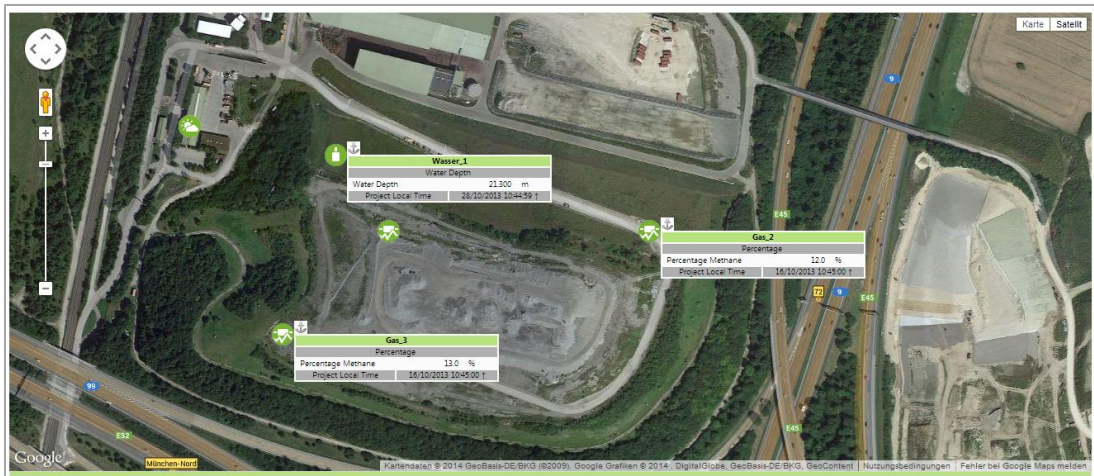 Karte Satellit
9
Wasser_1
Water Depth
Water Depth 21.300 m
Project Local Time 28/10/2013 10:44:59 ↑
E45
Gas_2
Percentage
Percentage Methane 12.0 %
Project Local Time 16/10/2013 10:45:00 ↑
72
9
E45
Gas_3
Percentage
Percentage Methane 13.0 %
Project Local Time 16/10/2013 10:45:00 ↑
99
E45
E52
München-Nord
Google
Kartendaten © 2014 GeoBasis-DE/BKG (©2009), Google Grafiken © 2014 , DigitalGlobe, GeoBasis-DE/BKG, GeoContent
Nutzungsbedingungen
Fehler bei Google Maps melden